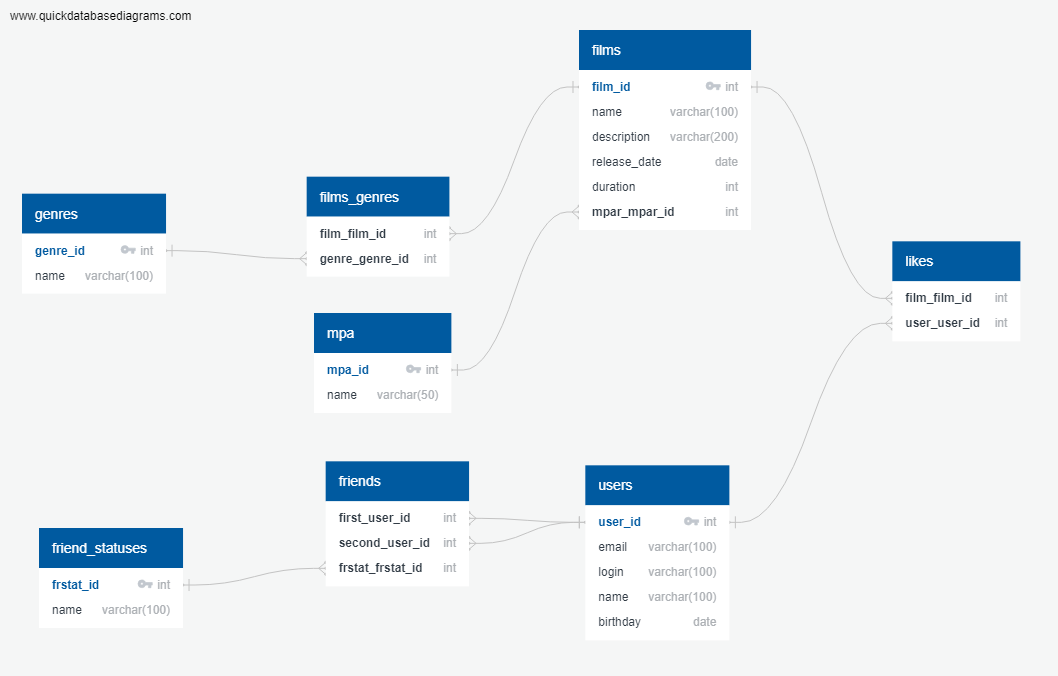 www.quickdatabasediagrams.com
films
film_id int
name varchar(100)
description varchar(200)
release_date date
duration int
mpar_mpar_id int
genres
genre_id int
name varchar(100)
films_genres
film_film_id int
genre_genre_id int
likes
film_film_id int
user_user_id int
mpa
mpa_id int
name varchar(50)
friends
first_user_id int
second_user_id int
frstat_frstat_id int
users
user_id int
email varchar(100)
login varchar(100)
name varchar(100)
birthday date
friend_statuses
frstat_id int
name varchar(100)